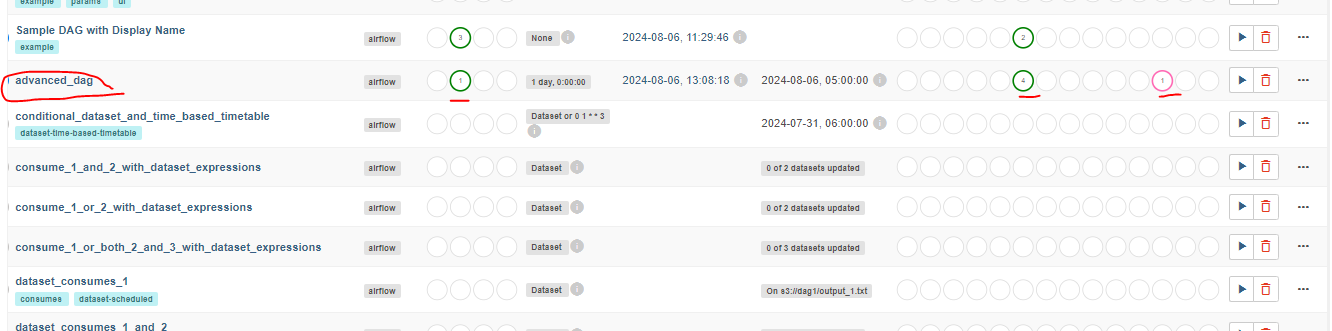 example params ui
Sample DAG with Display Name
example
airflow
3
None i
2024-08-06, 11:29:46 i
2
advanced_dag
airflow
1
1 day, 0:00:00
2024-08-06, 13:08:18 i
2024-08-06, 05:00:00 i
4
1
conditional_dataset_and_time_based_timetable
dataset-time-based-timetable
airflow
Dataset or 0 1 * * 3
i
2024-07-31, 06:00:00 i
consume_1_and_2_with_dataset_expressions
airflow
Dataset i
0 of 2 datasets updated
consume_1_or_2_with_dataset_expressions
airflow
Dataset i
0 of 2 datasets updated
consume_1_or_both_2_and_3_with_dataset_expressions
airflow
Dataset i
0 of 3 datasets updated
dataset_consumes_1
consumes dataset-scheduled
airflow
Dataset i
On s3://dag1/output_1.txt
dataset_consumes_1_and_2